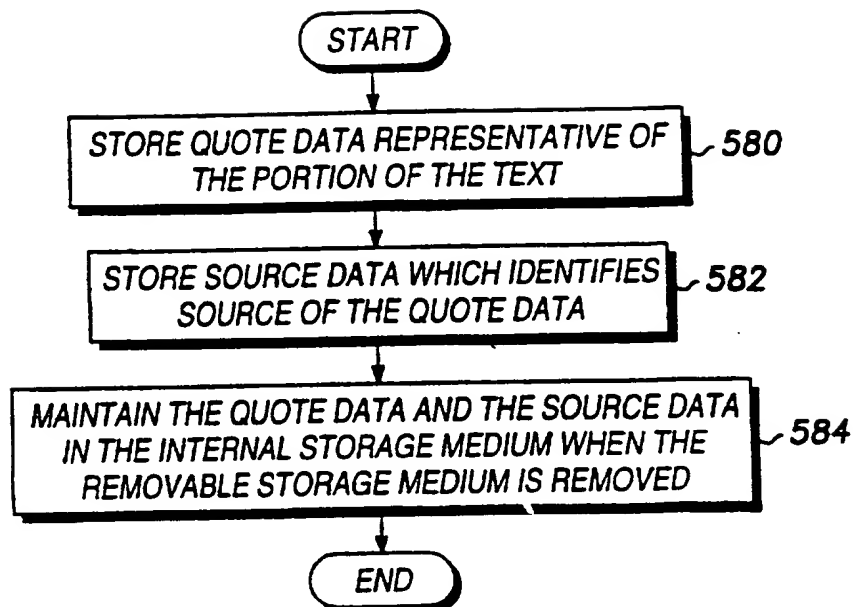 START
STORE QUOTE DATA REPRESENTATIVE OF
THE PORTION OF THE TEXT
580
STORE SOURCE DATA WHICH IDENTIFIES
SOURCE OF THE QUOTE DATA
582
MAINTAIN THE QUOTE DATA AND THE SOURCE DATA
IN THE INTERNAL STORAGE MEDIUM WHEN THE
REMOVABLE STORAGE MEDIUM IS REMOVED
584
END